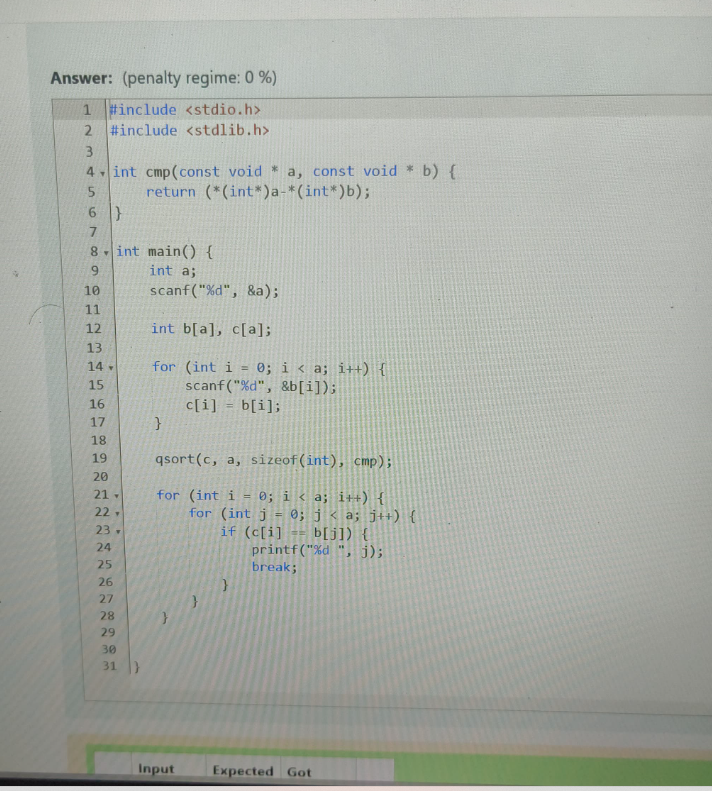 Answer: (penalty regime: 0 %)
1 #include <stdio.h>
2 #include <stdlib.h>
3
4 int cmp(const void * a, const void * b) {
5     return (*(int*)a-*(int*)b);
6 }
7
8 int main() {
9     int a;
10     scanf("%d", &a);
11
12     int b[a], c[a];
13
14     for (int i = 0; i < a; i++) {
15         scanf("%d", &b[i]);
16         c[i] = b[i];
17     }
18
19     qsort(c, a, sizeof(int), cmp);
20
21     for (int i = 0; i < a; i++) {
22         for (int j = 0; j < a; j++) {
23             if (c[i] == b[j]) {
24                 printf("%d ", j);
25                 break;
26             }
27         }
28     }
29
30
31 }
Input Expected Got